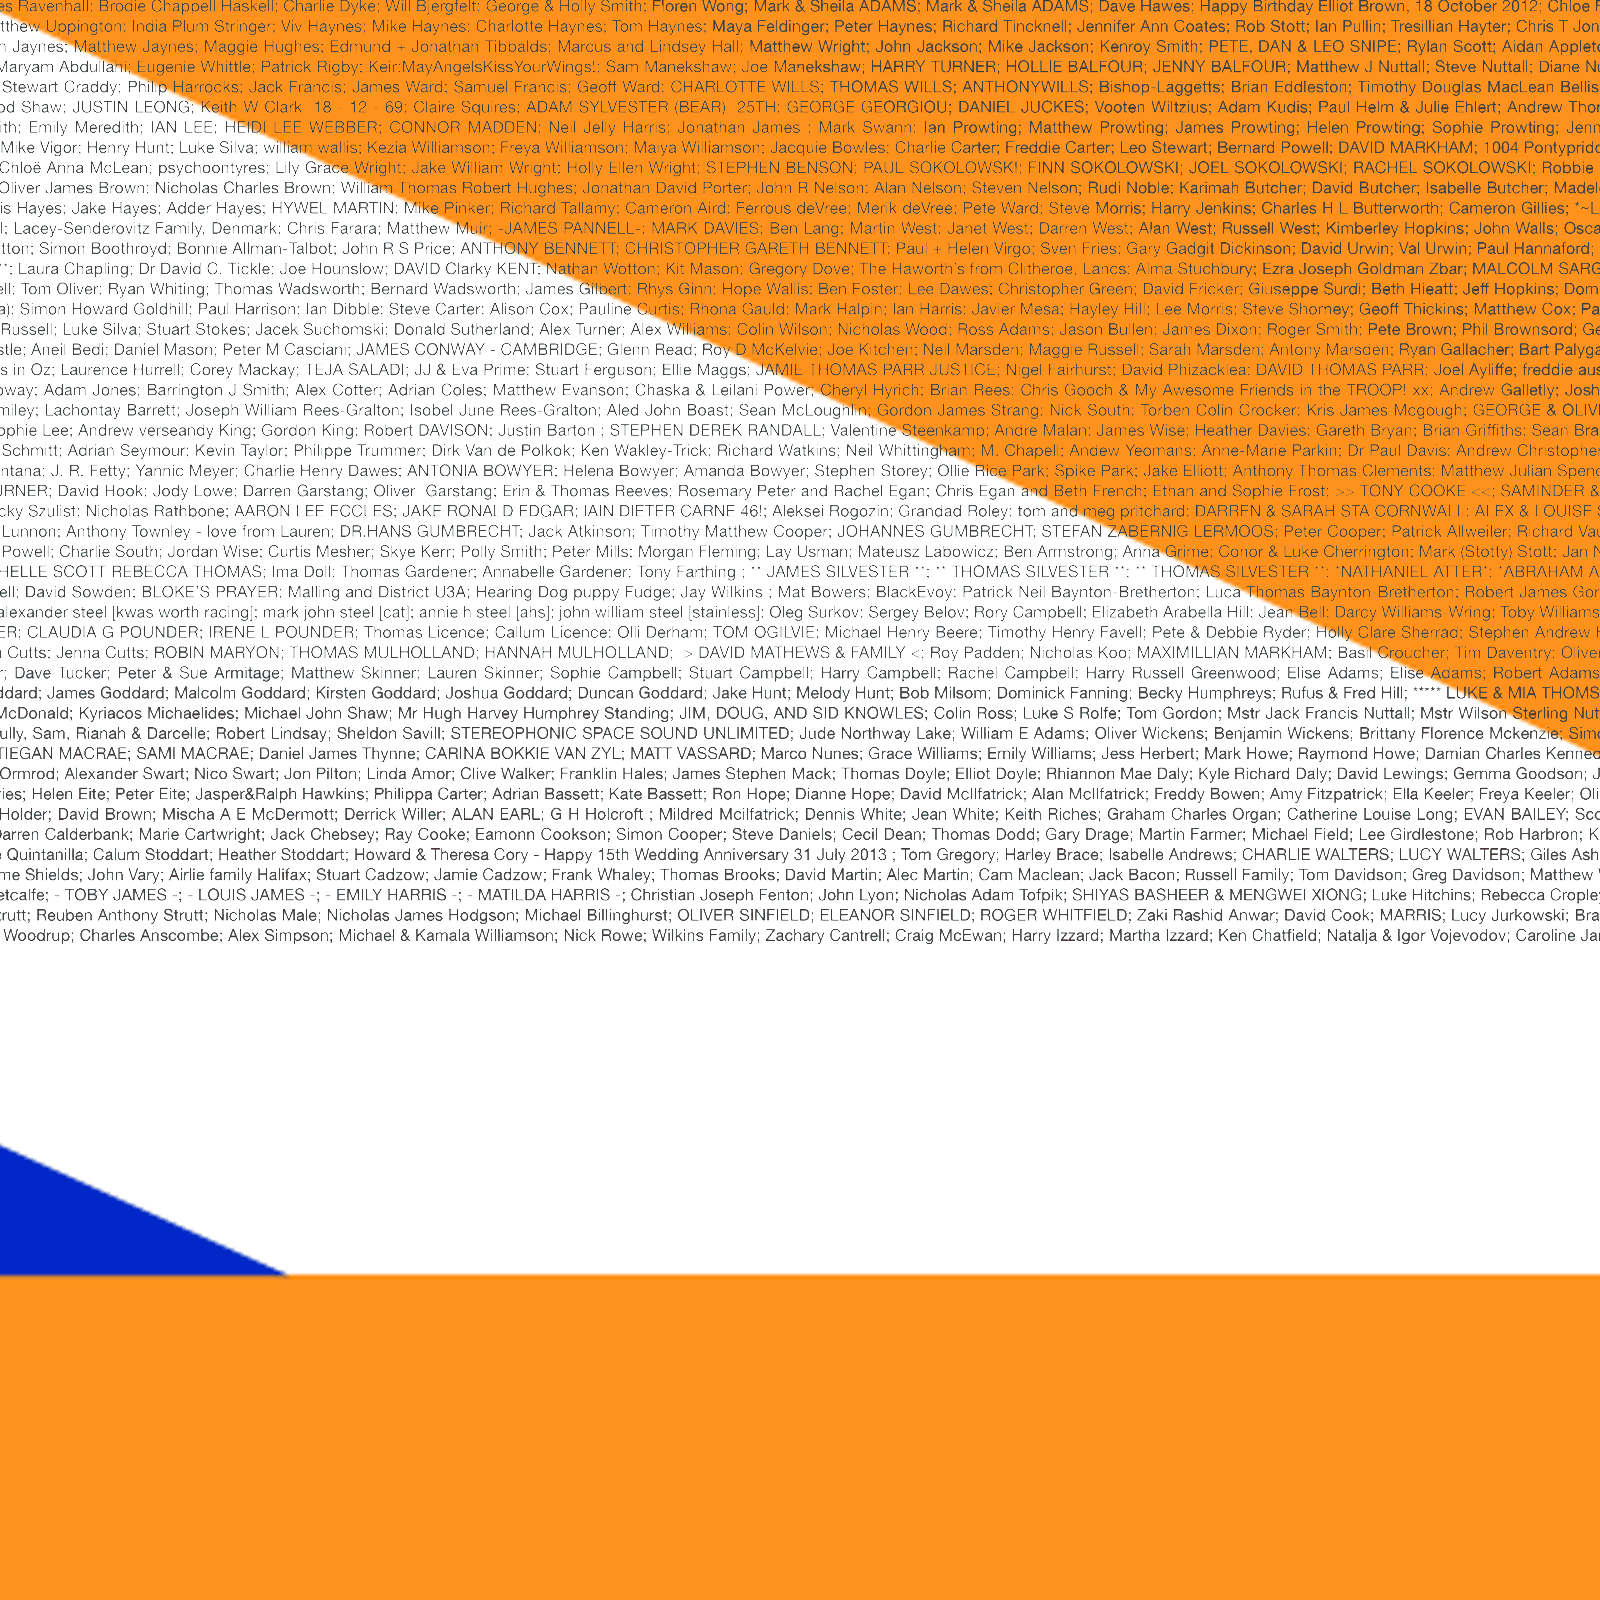 es Ravenhall; Brodie Chappell Haskell; Charlie Dyke; Will Bjergfelt; George & Holly Smith; F!oren Wong; Mark & Sheila ADAMS; Mark & Sheila ADAMS; Dave Hawes; Happy Birthday Elliot Brown, 18 October 2012; Chloe
tthew Uppington; India Plum Stringer; Viv Haynes; Mike Haynes; Charlotte Haynes; Tom Haynes; Maya Feldinger; Peter Haynes; Richard Tincknell; Jennifer Ann Coates; Rob Stott; Ian Pullin; Tresillian Hayter; Chris T Jon
n Jaynes; Matthew Jaynes; Maggie Hughes; Edmund + Jonathan Tibbalds; Marcus and Lindsey Hall; Matthew Wright; John Jackson; Mike Jackson; Kenroy Smith; PETE, DAN & LEO SNIPE; Rylan Scott; Aidan Applet
Maryam Abdullahi; Eugenie Whittle; Patrick Rigby; Keir:MayAngelsKissYourWings!; Sam Manekshaw; Joe Manekshaw; HARRY TURNER; HOLLIE BALFOUR; JENNY BALFOUR; Matthew J Nuttall; Steve Nuttall; Diane Nu
Stewart Craddy; Philip Harrocks; Jack Francis; James Ward; Samuel Francis; Geoff Ward; CHARLOTTE WILLS; THOMAS WILLS; ANTHONYWILLS; Bishop-Laggetts; Brian Eddleston; Timothy Douglas MacLean Bellis
od Shaw; JUSTIN LEONG; Keith W Clark 18 - 12 - 69; Claire Squires; ADAM SYLVESTER (BEAR) 25TH; GEORGE GEORGIOU; DANIEL JUCKES; Vooten Wiltzius; Adam Kudis; Paul Helm & Julie Ehlert; Andrew Thor
ith; Emily Meredith; IAN LEE; HEIDI LEE WEBBER; CONNOR MADDEN; Neil Jelly Harris; Jonathan James ; Mark Swann; Ian Prowting; Matthew Prowting; James Prowting; Helen Prowting; Sophie Prowting; Jenn
Mike Vigor; Henry Hunt; Luke Silva; william wallis; Kezia Williamson; Freya Williamson; Maiya Williamson; Jacquie Bowles; Charlie Carter; Freddie Carter; Leo Stewart; Bernard Powell; DAVID MARKHAM; 1004 Pontyprido
Chloë Anna McLean; psychoontyres; Lily Grace Wright; Jake William Wright; Holly Ellen Wright; STEPHEN BENSON; PAUL SOKOLOWSK!; FINN SOKOLOWSKI; JOEL SOKOLOWSKI; RACHEL SOKOLOWSKI; Robbie
Oliver James Brown; Nicholas Charles Brown; William Thomas Robert Hughes; Jonathan David Porter; John R Nelson; Alan Nelson; Steven Nelson; Rudi Noble; Karimah Butcher; David Butcher; Isabelle Butcher; Madel
is Hayes; Jake Hayes; Adder Hayes; HYWEL MARTIN; Mike Pinker; Richard Tallamy; Cameron Aird; Ferrous deVree; Merik deVree; Pete Ward; Steve Morris; Harry Jenkins; Charles H L Butterworth; Cameron Gillies; *~L
l; Lacey-Senderovitz Family, Denmark; Chris Farara; Matthew Muir; -JAMES PANNELL-; MARK DAVIES; Ben Lang; Martin West; Janet West; Darren West; Alan West; Russell West; Kimberley Hopkins; John Walls; Osca
tton; Simon Boothroyd; Bonnie Allman-Talbot; John R S Price; ANTHONY BENNETT; CHRISTOPHER GARETH BENNETT; Paul + Helen Virgo; Sven Fries; Gary Gadgit Dickinson; David Urwin; Val Urwin; Paul Hannaford;
*; Laura Chapling; Dr David C. Tickle; Joe Hounslow; DAVID Clarky KENT; Nathan Wotton; Kit Mason; Gregory Dove; The Haworth's from Clitheroe, Lancs; Alma Stuchbury; Ezra Joseph Goldman Zbar; MALCOLM SARG
ell; Tom Oliver; Ryan Whiting; Thomas Wadsworth; Bernard Wadsworth; James Gilbert; Rhys Ginn; Hope Wallis; Ben Foster; Lee Dawes; Christopher Green; David Fricker; Giuseppe Surdi; Beth Hieatt; Jeff Hopkins; Dom
a); Simon Howard Goldhill; Paul Harrison; Ian Dibble; Steve Carter; Alison Cox; Pauline Curtis; Rhona Gauld; Mark Halpin; Ian Harris; Javier Mesa; Hayley Hill; Lee Morris; Steve Shorney; Geoff Thickins; Matthew Cox; Pa
Russell; Luke Silva; Stuart Stokes; Jacek Suchomski; Donald Sutherland; Alex Turner; Alex Williams; Colin Wilson; Nicholas Wood; Ross Adams; Jason Bullen; James Dixon; Roger Smith; Pete Brown; Phil Brownsord; Ge
stle; Aneil Bedi; Daniel Mason; Peter M Casciani; JAMES CONWAY - CAMBRIDGE; Glenn Read; Roy D McKelvie; Joe Kitchen; Neil Marsden; Maggie Russell; Sarah Marsden; Antony Marsden; Ryan Gallacher; Bart Palyga
s in Oz; Laurence Hurrell; Corey Mackay; TEJA SALADI; JJ & Eva Prime; Stuart Ferguson; Ellie Maggs; JAMIE THOMAS PARR JUSTICE; Nigel Fairhurst; David Phizacklea; DAVID THOMAS PARR; Joel Ayliffe; freddie aus
oway; Adam Jones; Barrington J Smith; Alex Cotter; Adrian Coles; Matthew Evanson; Chaska & Leilani Power; Cheryl Hyrich; Brian Rees; Chris Gooch & My Awesome Friends in the TROOP! xx; Andrew Galletly; Josh
miley; Lachontay Barrett; Joseph William Rees-Gralton; Isobel June Rees-Gralton; Aled John Boast; Sean McLoughlin; Gordon James Strang; Nick South; Torben Colin Crocker; Kris James Mcgough; GEORGE & OLIV
ophie Lee; Andrew verseandy King; Gordon King; Robert DAVISON; Justin Barton ; STEPHEN DEREK RANDALL; Valentine Steenkamp; Andre Malan; James Wise; Heather Davies; Gareth Bryan; Brian Griffiths; Sean Bra
Schmitt; Adrian Seymour; Kevin Taylor; Philippe Trummer; Dirk Van de Polkok; Ken Wakley-Trick; Richard Watkins; Neil Whittingham; M. Chapell; Andew Yeomans; Anne-Marie Parkin; Dr Paul Davis; Andrew Christophe
ntana; J. R. Fetty; Yannic Meyer; Charlie Henry Dawes; ANTONIA BOWYER; Helena Bowyer; Amanda Bowyer; Stephen Storey; Ollie Rice Park; Spike Park; Jake Elliott; Anthony Thomas Clements; Matthew Julian Spenc
URNER; David Hook; Jody Lowe; Darren Garstang; Oliver Garstang; Erin & Thomas Reeves; Rosemary Peter and Rachel Egan; Chris Egan and Beth French; Ethan and Sophie Frost; >> TONY COOKE <<; SAMINDER &
cky Szulist; Nicholas Rathbone; AARON LEE ECCLES; JAKE RONALD EDGAR; IAIN DIETER CARNE 46!; Aleksei Rogozin; Grandad Roley; tom and meg pritchard; DARREN & SARAH STA CORNWALL; ALEX & LOUISE S
Lunnon; Anthony Townley - love from Lauren; DR.HANS GUMBRECHT; Jack Atkinson; Timothy Matthew Cooper; JOHANNES GUMBRECHT; STEFAN ZABERNIG LERMOOS; Peter Cooper; Patrick Allweiler; Richard Vau
Powell; Charlie South; Jordan Wise; Curtis Mesher; Skye Kerr; Polly Smith; Peter Mills; Morgan Fleming; Lay Usman; Mateusz Labowicz; Ben Armstrong; Anna Grime; Conor & Luke Cherrington; Mark (Stotty) Stott; Jan N
HELLE SCOTT REBECCA THOMAS; Ima Doll; Thomas Gardener; Annabelle Gardener; Tony Farthing ; ** JAMES SILVESTER **; ** THOMAS SILVESTER **; ** THOMAS SILVESTER **; *NATHANIEL ATTER*; *ABRAHAM A
ell; David Sowden; BLOKE'S PRAYER; Malling and District U3A; Hearing Dog puppy Fudge; Jay Wilkins ; Mat Bowers; BlackEvoy; Patrick Neil Baynton-Bretherton; Luca Thomas Baynton-Bretherton; Robert James Gor
alexander steel [kwas worth racing]; mark john steel [cat]; annie h steel [ahs]; john william steel [stainless]; Oleg Surkov; Sergey Belov; Rory Campbell; Elizabeth Arabella Hill; Jean Bell; Darcy Williams-Wring; Toby Williams
ER; CLAUDIA G POUNDER; IRENE L POUNDER; Thomas Licence; Callum Licence; Olli Derham; TOM OGILVIE; Michael Henry Beere; Timothy Henry Favell; Pete & Debbie Ryder; Holly Clare Sherrad; Stephen Andrew H
n Cutts; Jenna Cutts; ROBIN MARYON; THOMAS MULHOLLAND; HANNAH MULHOLLAND; > DAVID MATHEWS & FAMILY <; Roy Padden; Nicholas Koo; MAXIMILLIAN MARKHAM; Basil Croucher; Tim Daventry; Oliver
r; Dave Tucker; Peter & Sue Armitage; Matthew Skinner; Lauren Skinner; Sophie Campbell; Stuart Campbell; Harry Campbell; Rachel Campbell; Harry Russell Greenwood; Elise Adams; Elise Adams; Robert Adams
ddard; James Goddard; Malcolm Goddard; Kirsten Goddard; Joshua Goddard; Duncan Goddard; Jake Hunt; Melody Hunt; Bob Milsom; Dominick Fanning; Becky Humphreys; Rufus & Fred Hill; ***** LUKE & MIA THOMS
McDonald; Kyriacos Michaelides; Michael John Shaw; Mr Hugh Harvey Humphrey Standing; JIM, DOUG, AND SID KNOWLES; Colin Ross; Luke S Rolfe; Tom Gordon; Mstr Jack Francis Nuttall; Mstr Wilson Sterling Nut
ully, Sam, Rianah & Darcelle; Robert Lindsay; Sheldon Savill; STEREOPHONIC SPACE SOUND UNLIMITED; Jude Northway Lake; William E Adams; Oliver Wickens; Benjamin Wickens; Brittany Florence Mckenzie; Simo
TIEGAN MACRAE; SAMI MACRAE; Daniel James Thynne; CARINA BOKKIE VAN ZYL; MATT VASSARD; Marco Nunes; Grace Williams; Emily Williams; Jess Herbert; Mark Howe; Raymond Howe; Damian Charles Kenned
Ormrod; Alexander Swart; Nico Swart; Jon Pilton; Linda Amor; Clive Walker; Franklin Hales; James Stephen Mack; Thomas Doyle; Elliot Doyle; Rhiannon Mae Daly; Kyle Richard Daly; David Lewings; Gemma Goodson; J
ries; Helen Eite; Peter Eite; Jasper&Ralph Hawkins; Philippa Carter; Adrian Bassett; Kate Bassett; Ron Hope; Dianne Hope; David McIlfatrick; Alan McIlfatrick; Freddy Bowen; Amy Fitzpatrick; Ella Keeler; Freya Keeler; Oli
Holder; David Brown; Mischa A E McDermott; Derrick Willer; ALAN EARL; G H Holcroft ; Mildred Mcilfatrick; Dennis White; Jean White; Keith Riches; Graham Charles Organ; Catherine Louise Long; EVAN BAILEY; Sco
Darren Calderbank; Marie Cartwright; Jack Chebsey; Ray Cooke; Eamonn Cookson; Simon Cooper; Steve Daniels; Cecil Dean; Thomas Dodd; Gary Drage; Martin Farmer; Michael Field; Lee Girdlestone; Rob Harbron; K
Quintanilla; Calum Stoddart; Heather Stoddart; Howard & Theresa Cory - Happy 15th Wedding Anniversary 31 July 2013 ; Tom Gregory; Harley Brace; Isabelle Andrews; CHARLIE WALTERS; LUCY WALTERS; Giles Ash
me Shields; John Vary; Airlie family Halifax; Stuart Cadzow; Jamie Cadzow; Frank Whaley; Thomas Brooks; David Martin; Alec Martin; Cam Maclean; Jack Bacon; Russell Family; Tom Davidson; Greg Davidson; Matthew
etcalfe; - TOBY JAMES -; - LOUIS JAMES -; - EMILY HARRIS -; - MATILDA HARRIS -; Christian Joseph Fenton; John Lyon; Nicholas Adam Tofpik; SHIYAS BASHEER & MENGWEI XIONG; Luke Hitchins; Rebecca Cropley
trutt; Reuben Anthony Strutt; Nicholas Male; Nicholas James Hodgson; Michael Billinghurst; OLIVER SINFIELD; ELEANOR SINFIELD; ROGER WHITFIELD; Zaki Rashid Anwar; David Cook; MARRIS; Lucy Jurkowski; Bra
Woodrup; Charles Anscombe; Alex Simpson; Michael & Kamala Williamson; Nick Rowe; Wilkins Family; Zachary Cantrell; Craig McEwan; Harry Izzard; Martha Izzard; Ken Chatfield; Natalja & Igor Vojevodov; Caroline Ja